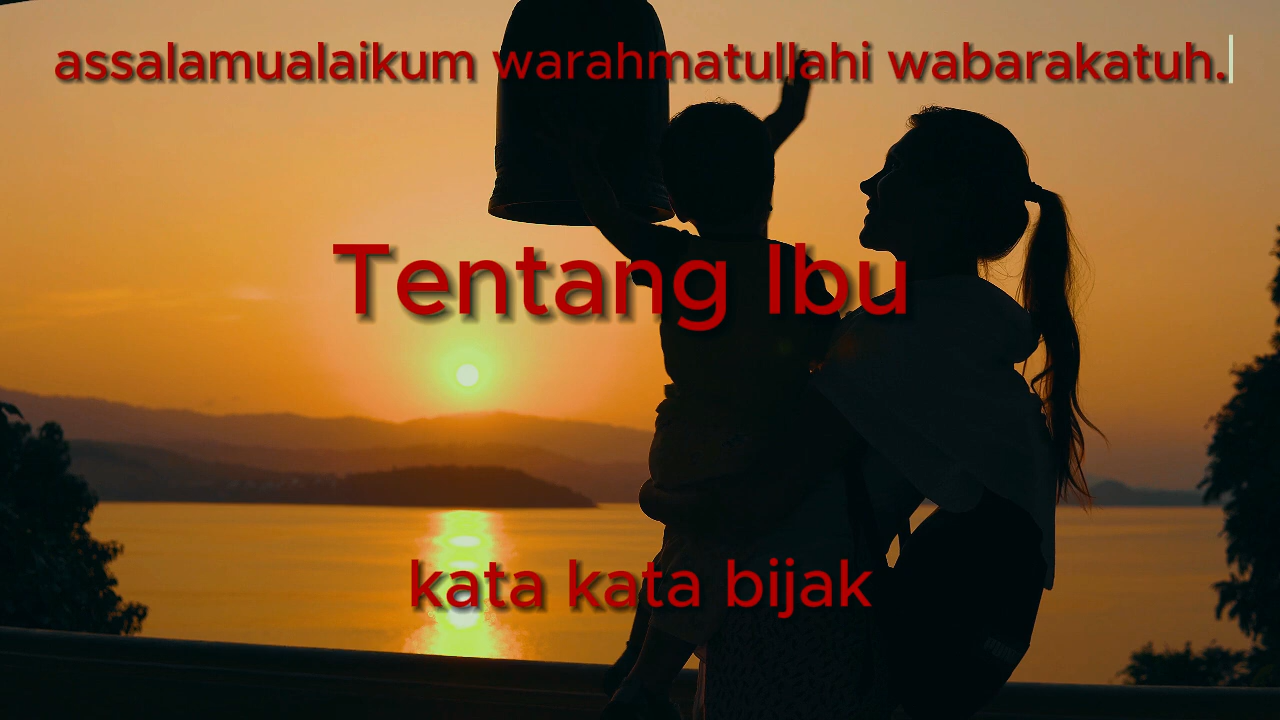 assalamualaikum warahmatullahi wabarakatuh.
Tentang Ibu
kata kata bijak